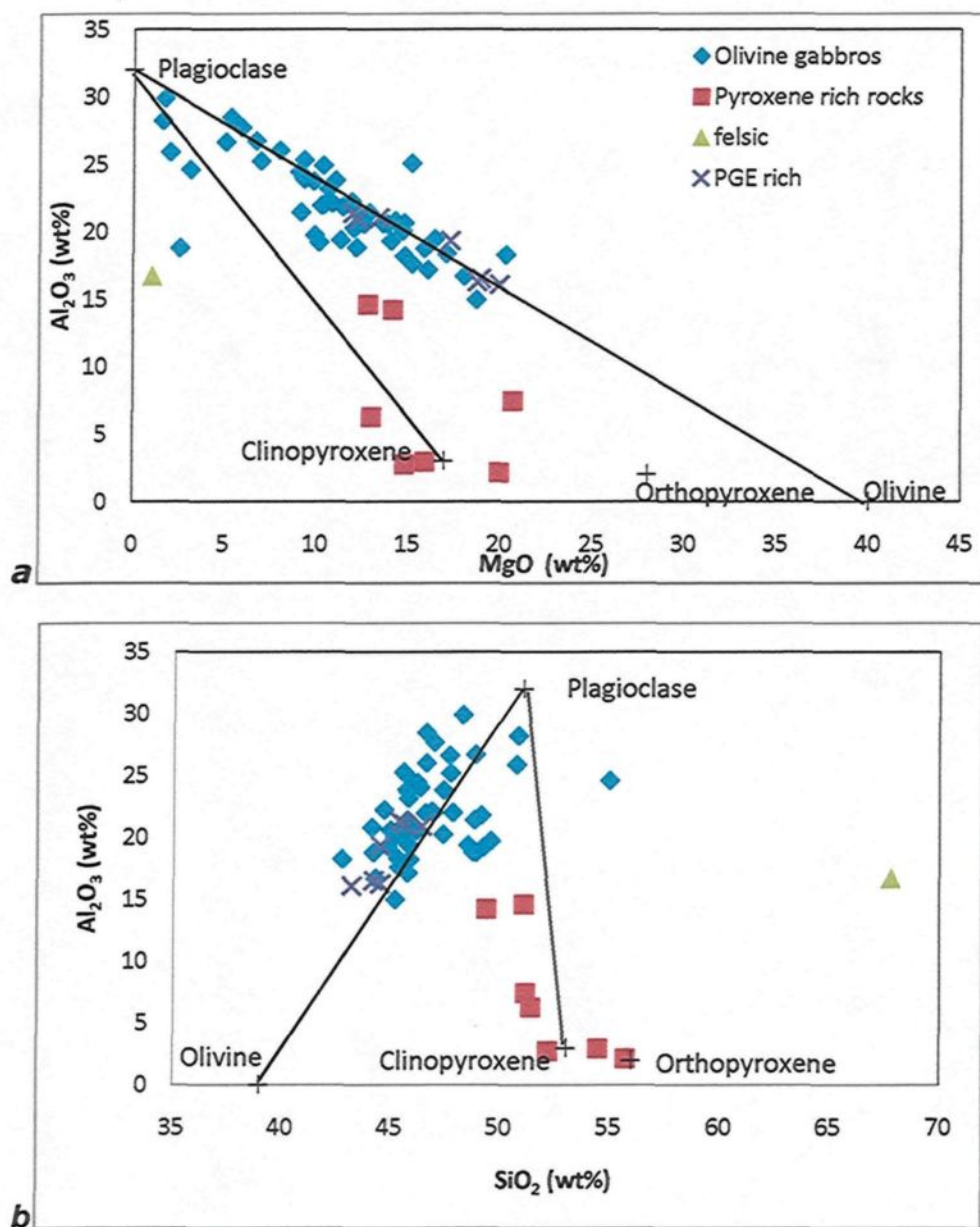 35
30
25
20
15
10
5
0
Al₂O₃ (wt%)
Plagioclase
Clinopyroxene
Orthopyroxene
Olivine
Olivine gabbros
Pyroxene rich rocks
felsic
PGE rich
0 5 10 15 20 25 30 35 40 45
MgO (wt%)
a
35
30
25
20
15
10
5
0
Al₂O₃ (wt%)
Plagioclase
Olivine
Clinopyroxene
Orthopyroxene
35 40 45 50 55 60 65 70
SiO₂ (wt%)
b